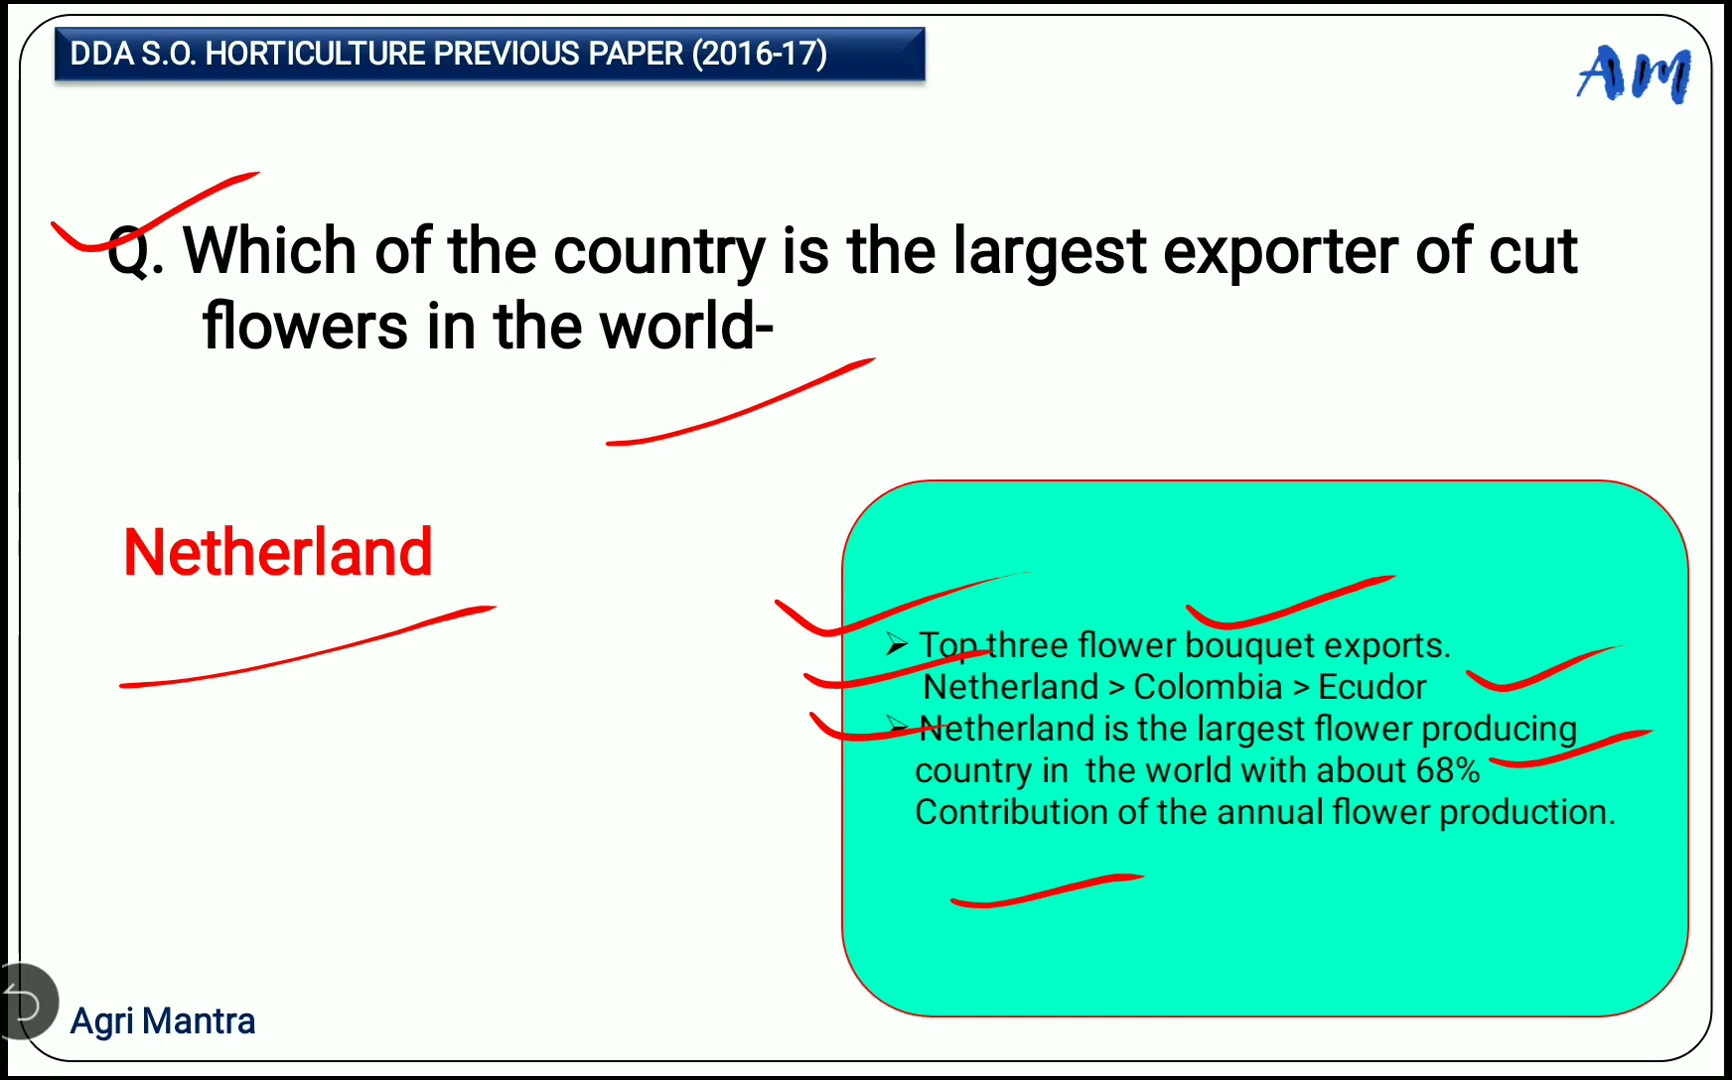 DDA S.O. HORTICULTURE PREVIOUS PAPER (2016-17)
AM
Q. Which of the country is the largest exporter of cut
flowers in the world-
Netherland
➢ Top three flower bouquet exports.
Netherland > Colombia > Ecudor
➢ Netherland is the largest flower producing
country in the world with about 68%
Contribution of the annual flower production.
Agri Mantra